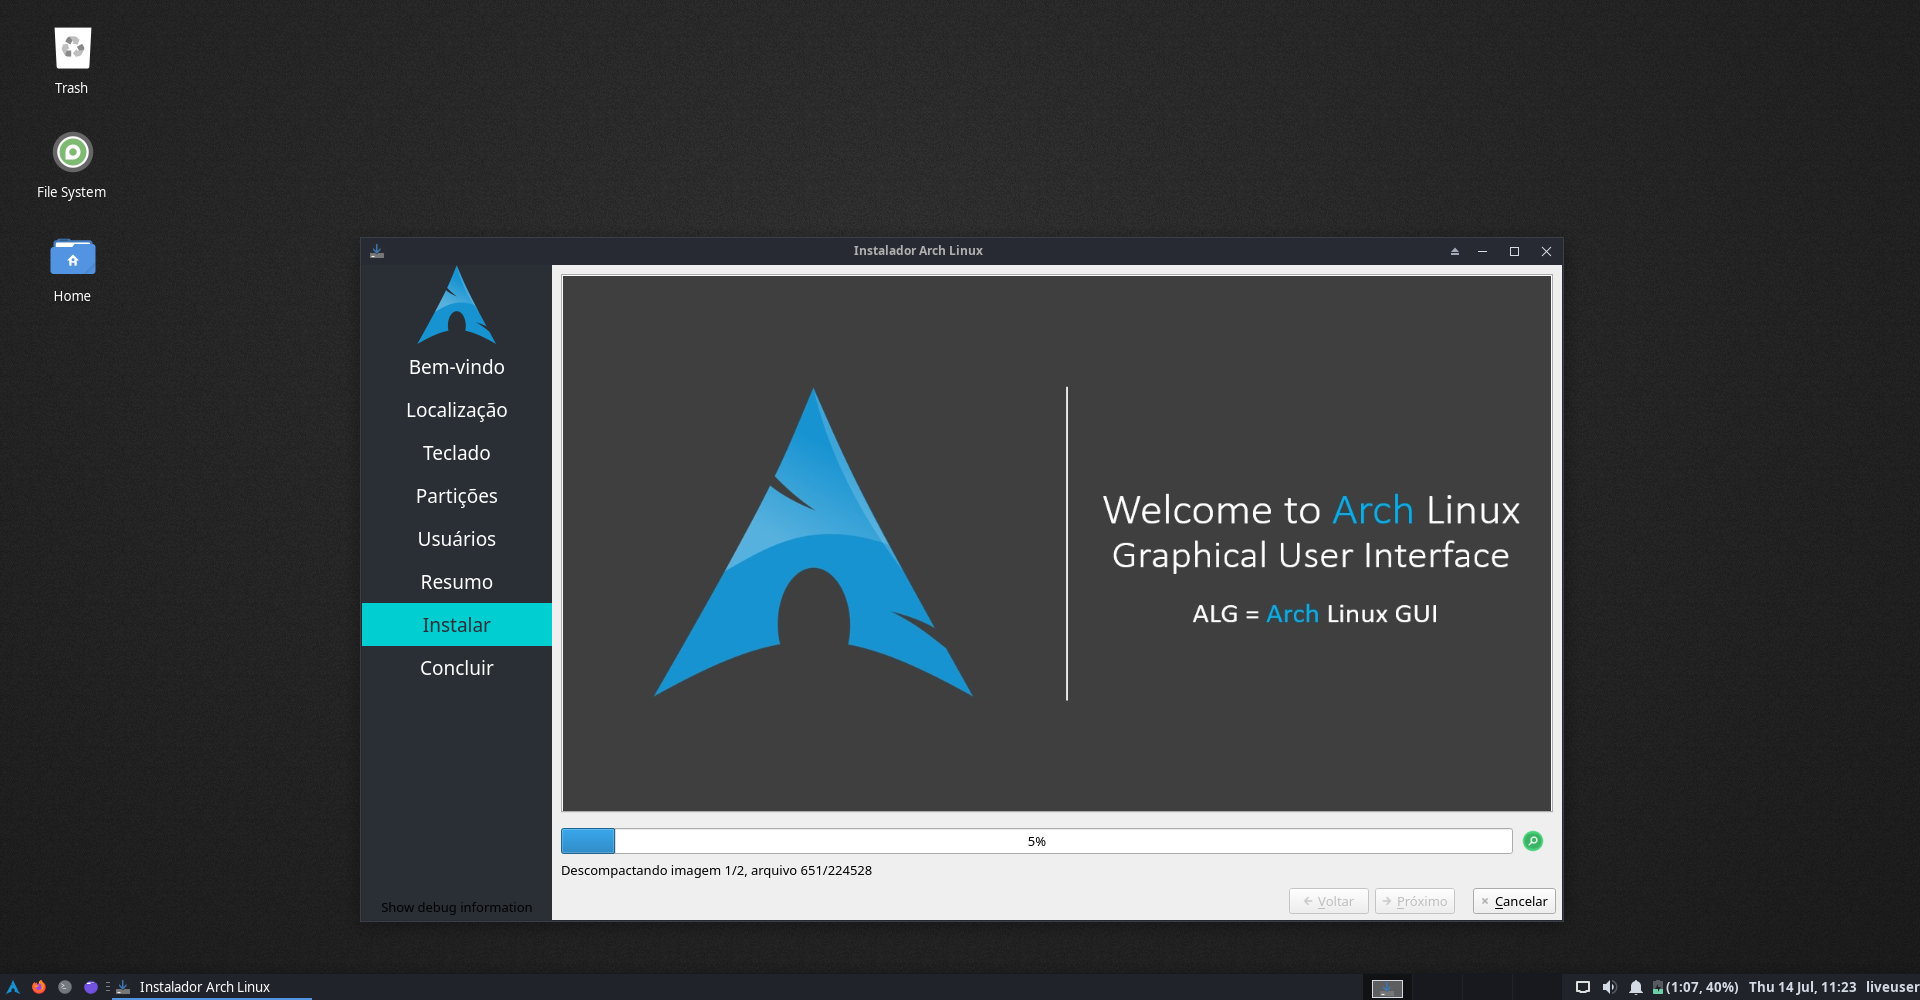 Trash
File System
Home
Instalador Arch Linux
Bem-vindo
Localização
Teclado
Partições
Usuários
Resumo
Instalar
Concluir
Show debug information
Welcome to Arch Linux
Graphical User Interface
ALG = Arch Linux GUI
5%
Descompactando imagem 1/2, arquivo 651/224528
Voltar
Próximo
Cancelar
Instalador Arch Linux
(1:07, 40%)
Thu 14 Jul, 11:23
liveuser